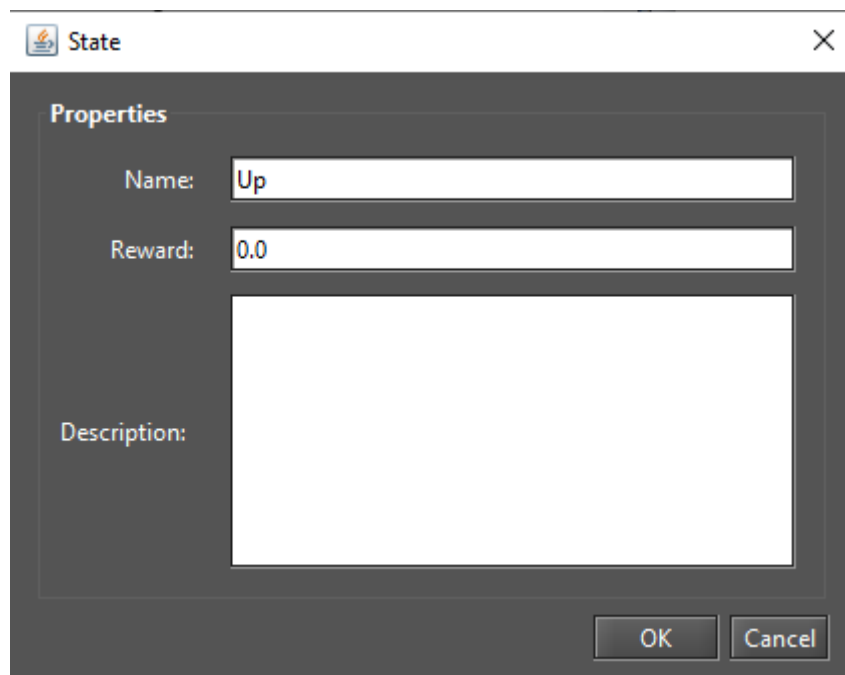 State
Properties
Name: Up
Reward: 0.0
Description:
OK Cancel